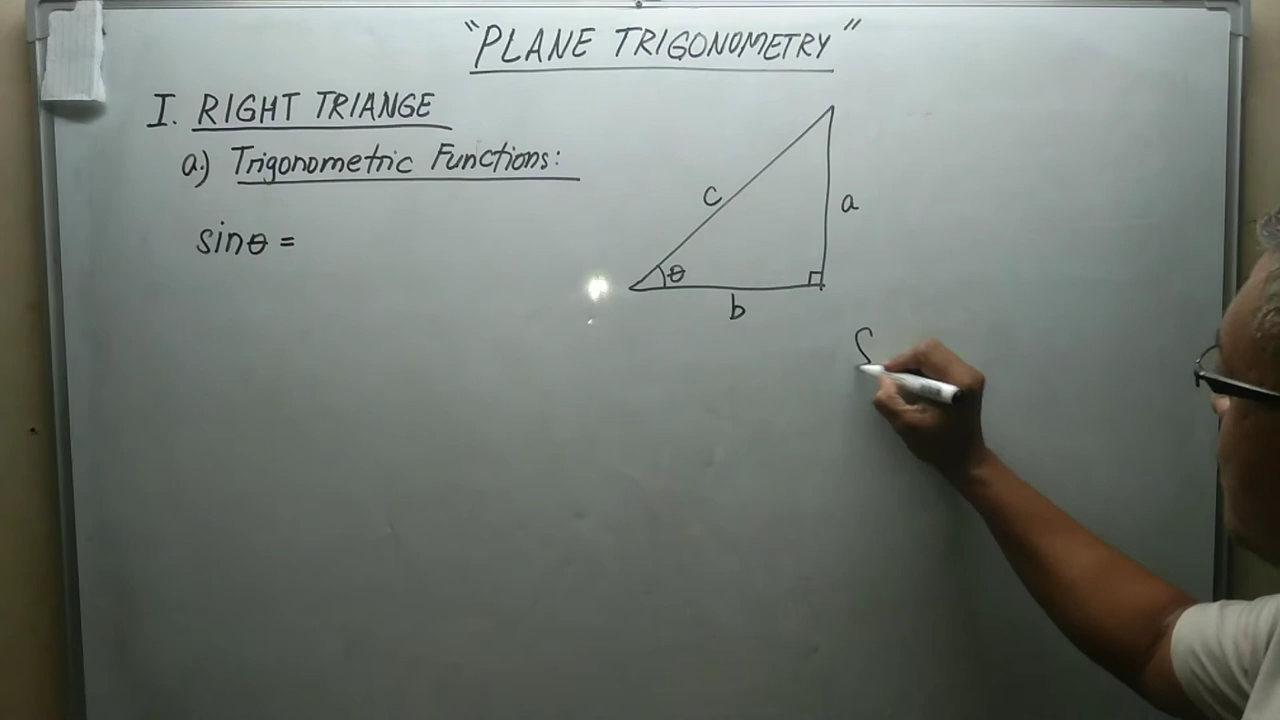 "PLANE TRIGONOMETRY"
I. RIGHT TRIANGE
a.) Trigonometric Functions:
sinθ =
c
a
θ
b
S